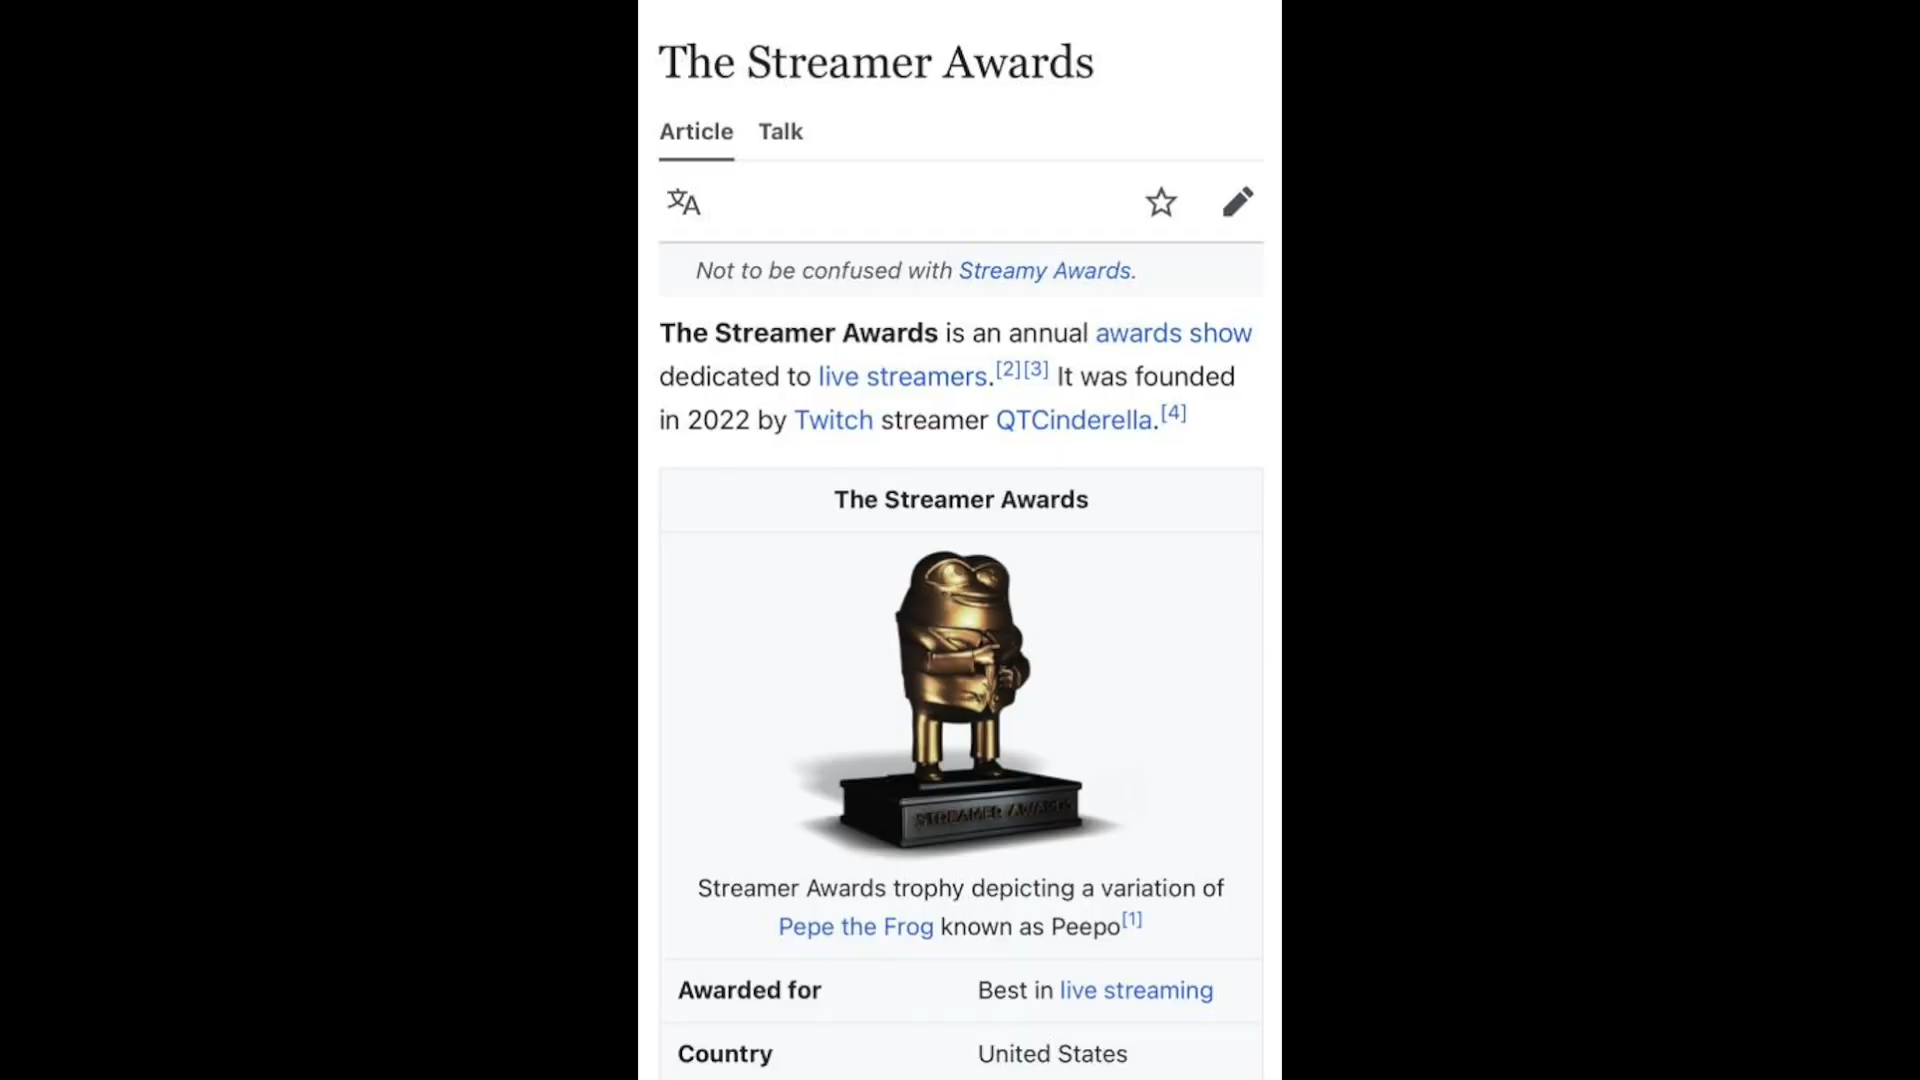 The Streamer Awards
Article Talk
Not to be confused with Streamy Awards.
The Streamer Awards is an annual awards show
dedicated to live streamers.[2][3] It was founded
in 2022 by Twitch streamer QTCinderella.[4]
The Streamer Awards
STREAMER AWARDS
Streamer Awards trophy depicting a variation of
Pepe the Frog known as Peepo[1]
Awarded for Best in live streaming
Country United States